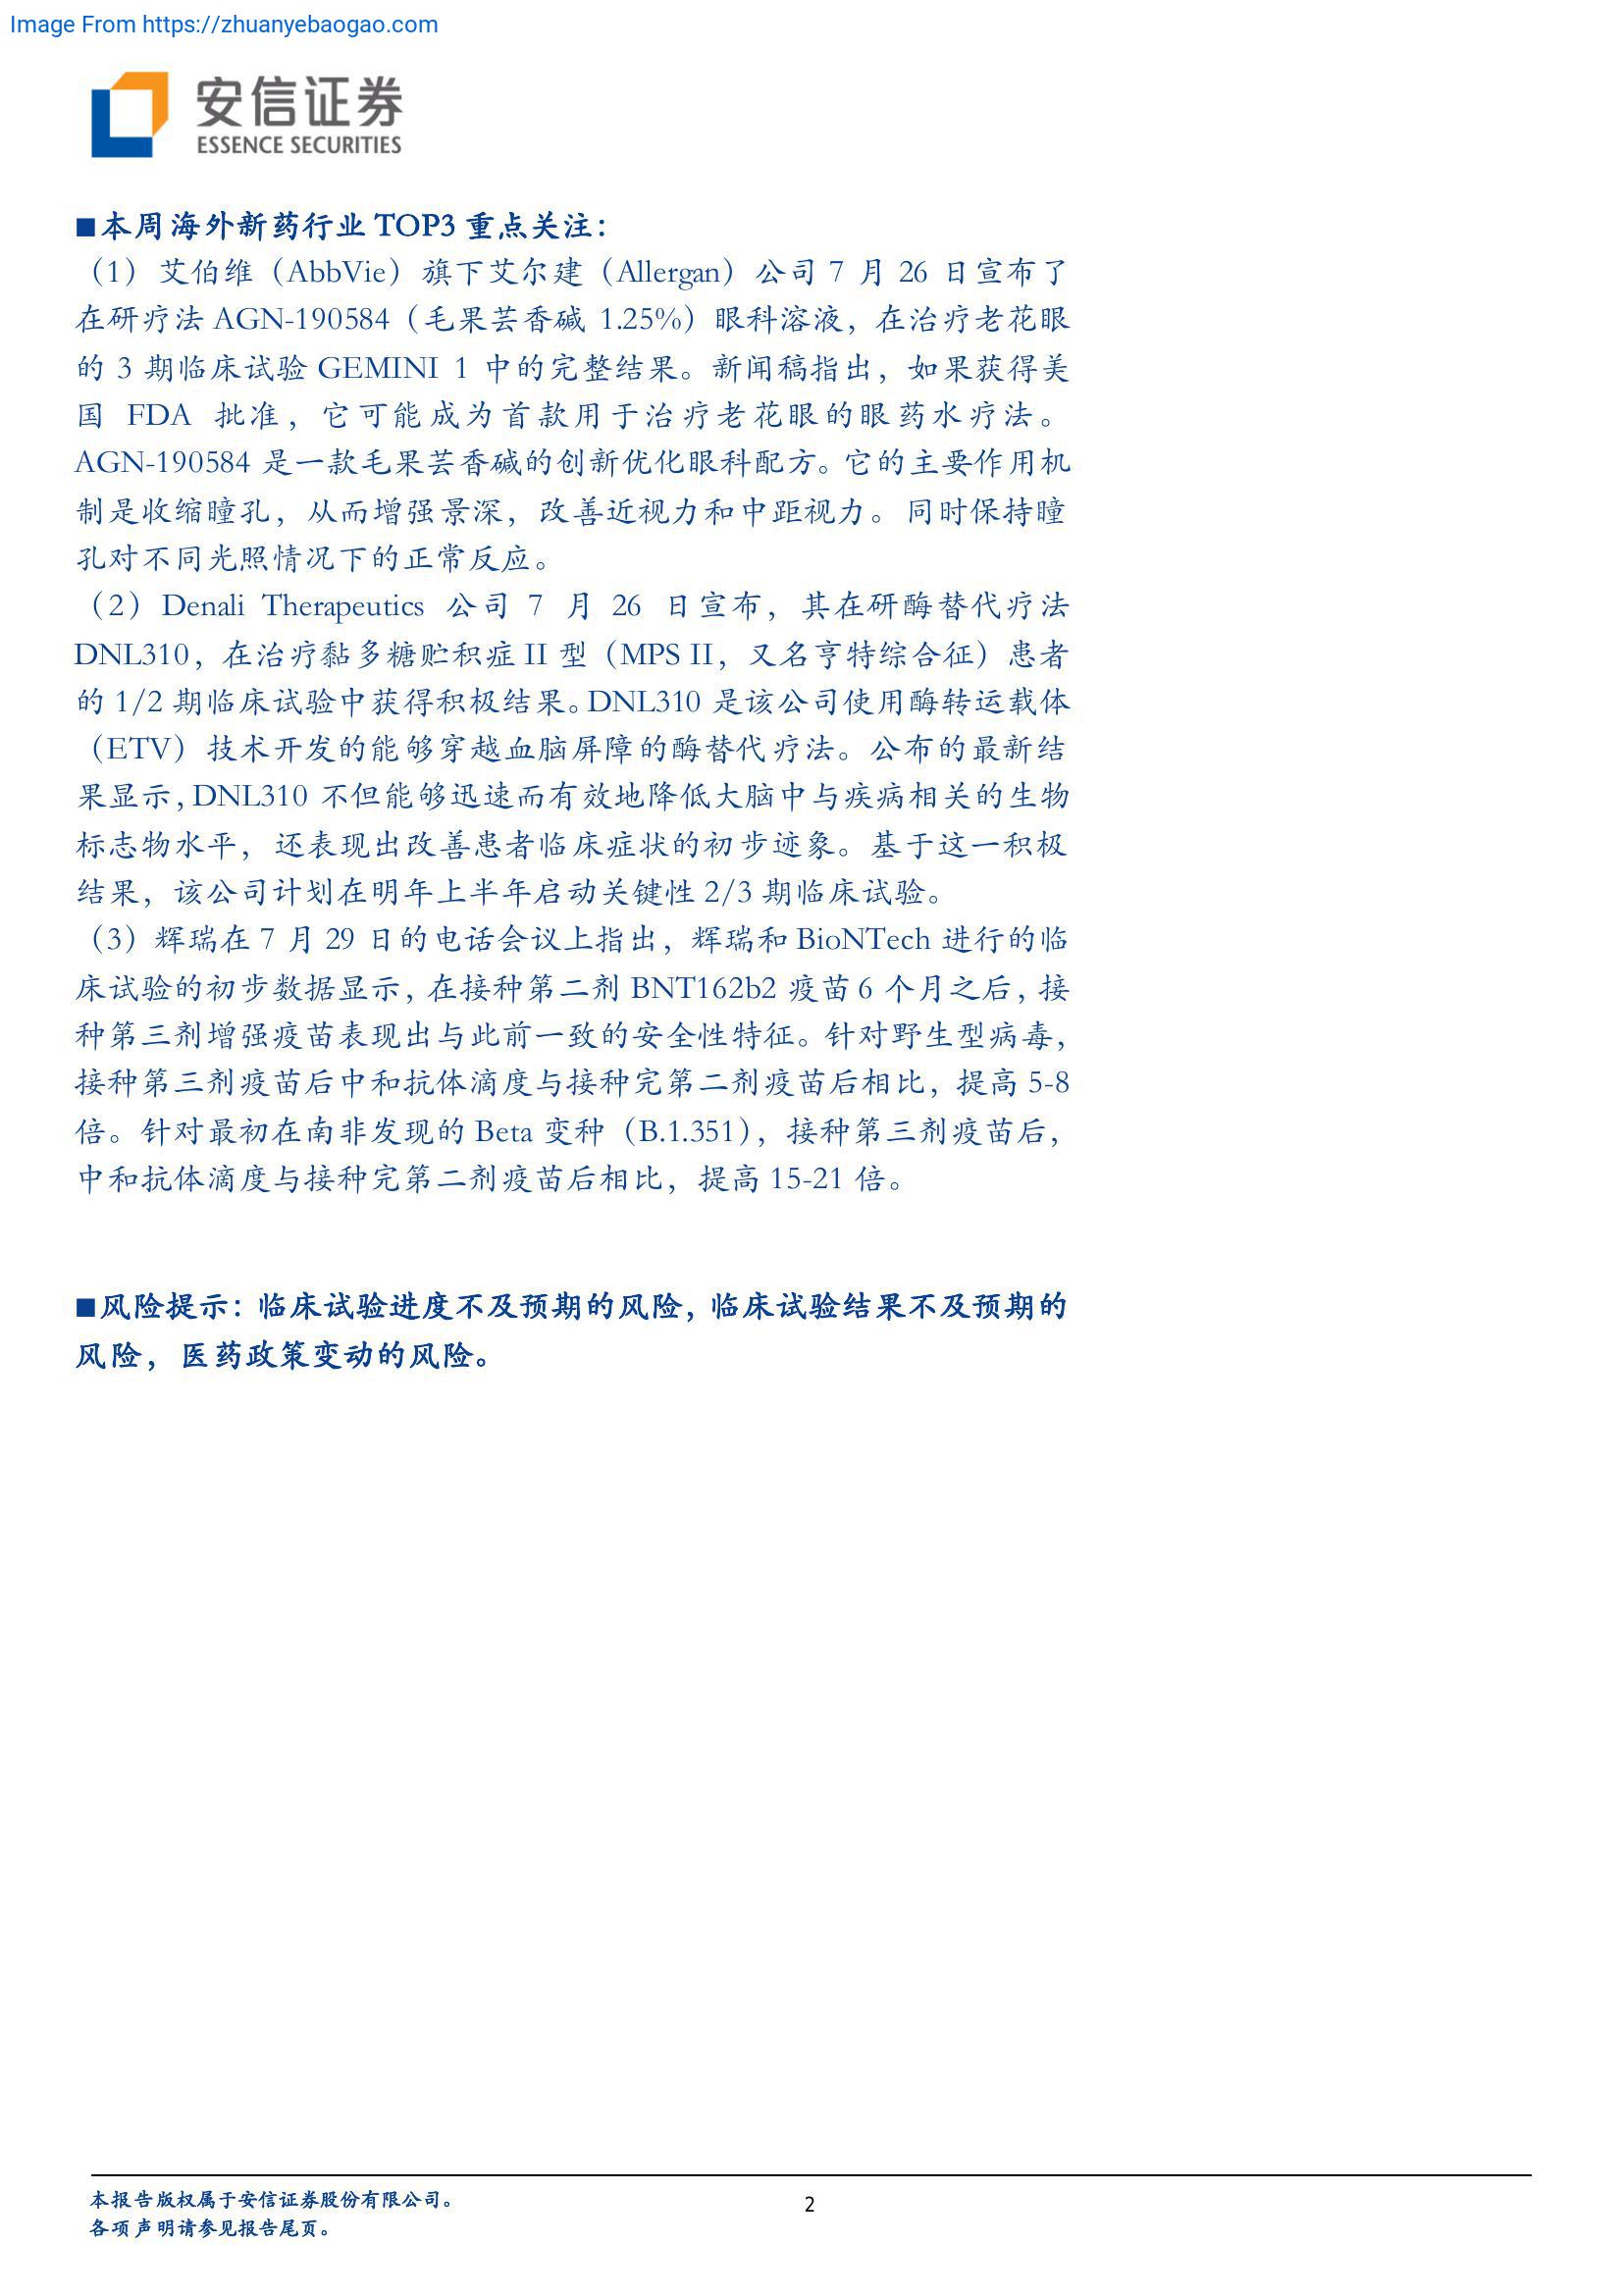 Image From https://zhuanyebaogao.com
安信证券
ESSENCE SECURITIES
■本周海外新药行业 TOP3 重点关注：
（1）艾伯维（AbbVie）旗下艾尔建（Allergan）公司 7 月 26 日宣布了
在研疗法 AGN-190584（毛果芸香碱 1.25%）眼科溶液，在治疗老花眼
的 3 期临床试验 GEMINI 1 中的完整结果。新闻稿指出，如果获得美
国 FDA 批准，它可能成为首款用于治疗老花眼的眼药水疗法。
AGN-190584 是一款毛果芸香碱的创新优化眼科配方。它的主要作用机
制是收缩瞳孔，从而增强景深，改善近视力和中距视力。同时保持瞳
孔对不同光照情况下的正常反应。
（2）Denali Therapeutics 公司 7 月 26 日宣布，其在研酶替代疗法
DNL310，在治疗黏多糖贮积症 II 型（MPS II，又名亨特综合征）患者
的 1/2 期临床试验中获得积极结果。DNL310 是该公司使用酶转运载体
（ETV）技术开发的能够穿越血脑屏障的酶替代疗法。公布的最新结
果显示，DNL310 不但能够迅速而有效地降低大脑中与疾病相关的生物
标志物水平，还表现出改善患者临床症状的初步迹象。基于这一积极
结果，该公司计划在明年上半年启动关键性 2/3 期临床试验。
（3）辉瑞在 7 月 29 日的电话会议上指出，辉瑞和 BioNTech 进行的临
床试验的初步数据显示，在接种第二剂 BNT162b2 疫苗 6 个月之后，接
种第三剂增强疫苗表现出与此前一致的安全性特征。针对野生型病毒，
接种第三剂疫苗后中和抗体滴度与接种完第二剂疫苗后相比，提高 5-8
倍。针对最初在南非发现的 Beta 变种（B.1.351），接种第三剂疫苗后，
中和抗体滴度与接种完第二剂疫苗后相比，提高 15-21 倍。
■风险提示：临床试验进度不及预期的风险，临床试验结果不及预期的
风险，医药政策变动的风险。
本报告版权属于安信证券股份有限公司。
2
各项声明请参见报告尾页。